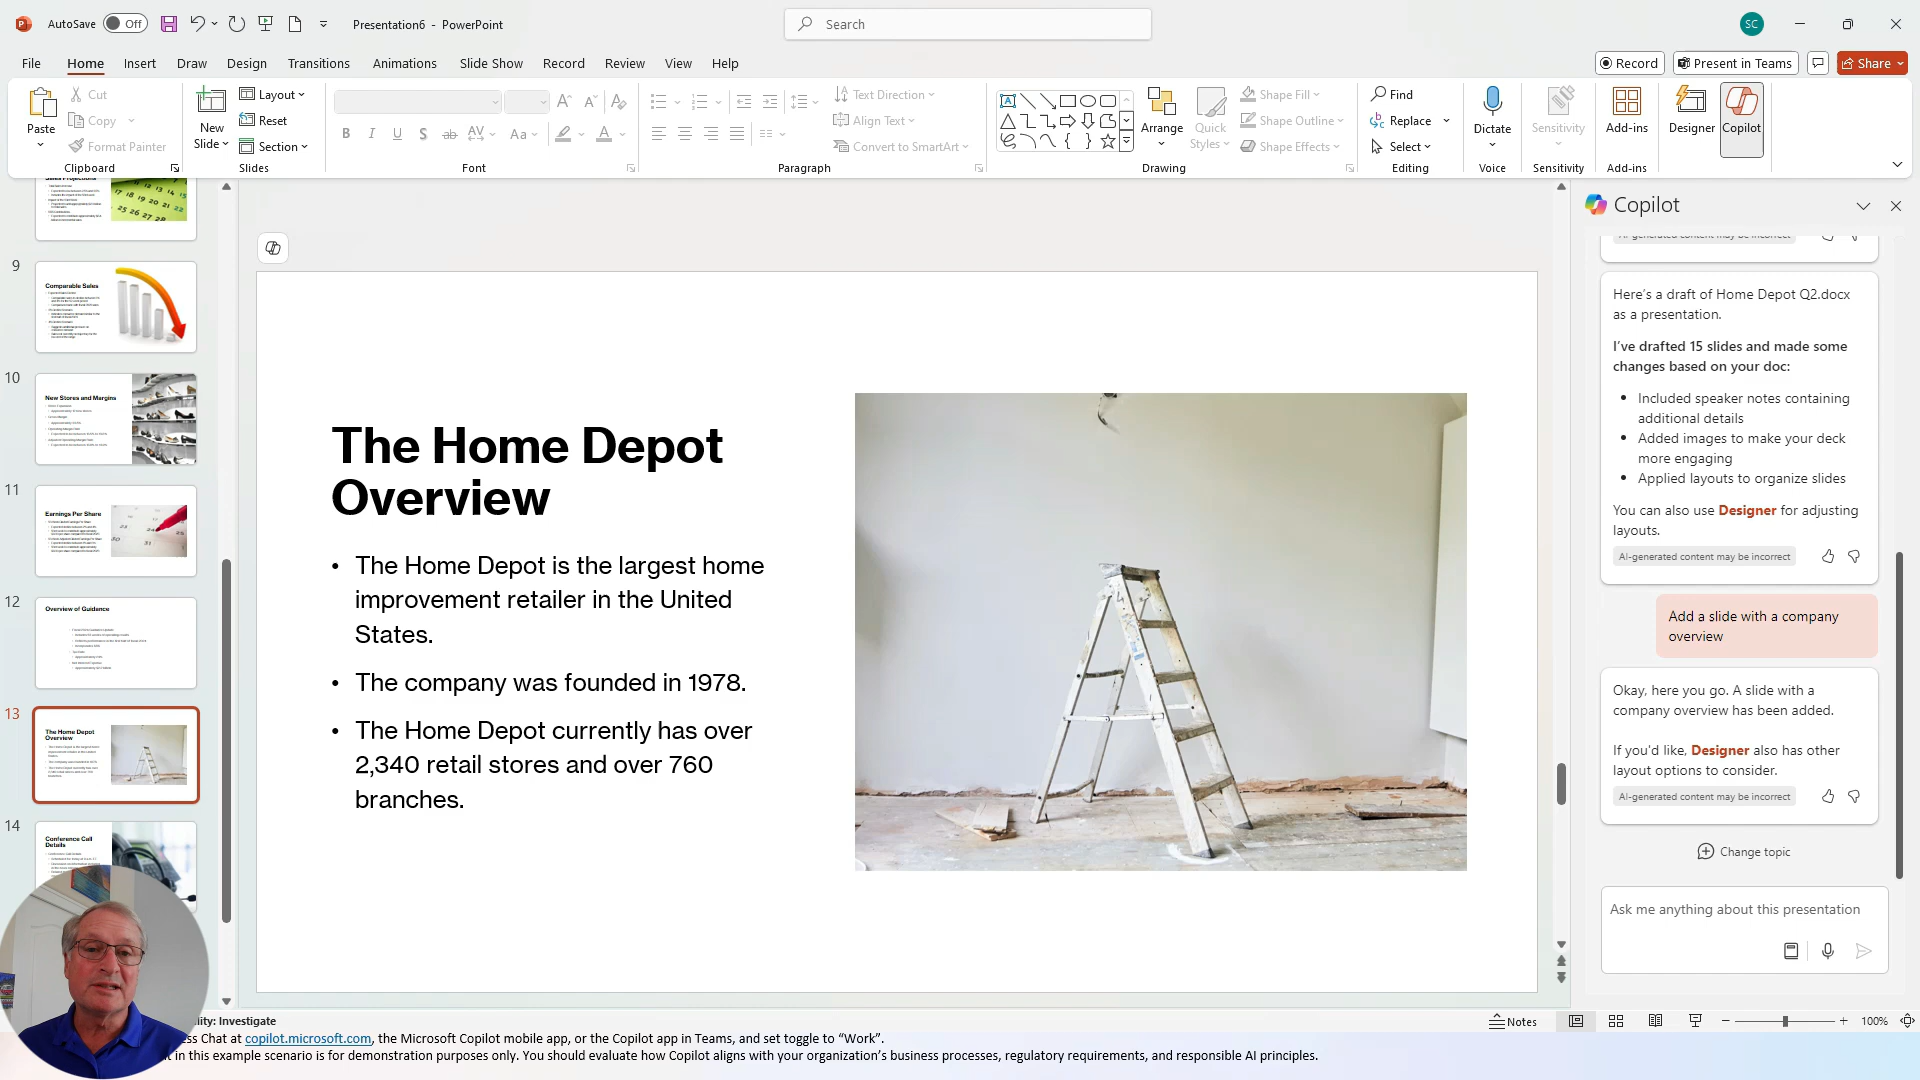 AutoSave Off Presentation6 - PowerPoint Search SC
File Home Insert Draw Design Transitions Animations Slide Show Record Review View Help Record Present in Teams Share
Paste Cut Copy Format Painter Clipboard
New Slide Layout Reset Section Slides
Font
Text Direction Align Text Convert to SmartArt Paragraph
Arrange Quick Styles Shape Fill Shape Outline Shape Effects Drawing
Find Replace Select Editing
Dictate Voice
Sensitivity Sensitivity
Add-ins Add-ins
Designer Copilot
9
Comparable Sales
10
New Stores and Margins
11
Earnings Per Share
12
Overview of Guidance
13
The Home Depot
Overview
14
Conference Call
Details
The Home Depot
Overview
• The Home Depot is the largest home
improvement retailer in the United
States.
• The company was founded in 1978.
• The Home Depot currently has over
2,340 retail stores and over 760
branches.
Copilot
Here's a draft of Home Depot Q2.docx
as a presentation.
I've drafted 15 slides and made some
changes based on your doc:
• Included speaker notes containing
additional details
• Added images to make your deck
more engaging
• Applied layouts to organize slides
You can also use Designer for adjusting
layouts.
AI-generated content may be incorrect
Add a slide with a company
overview
Okay, here you go. A slide with a
company overview has been added.
If you'd like, Designer also has other
layout options to consider.
AI-generated content may be incorrect
Change topic
Ask me anything about this presentation
Investigate
Notes 100%
Chat at copilot.microsoft.com, the Microsoft Copilot mobile app, or the Copilot app in Teams, and set toggle to “Work”.
in this example scenario is for demonstration purposes only. You should evaluate how Copilot aligns with your organization’s business processes, regulatory requirements, and responsible AI principles.